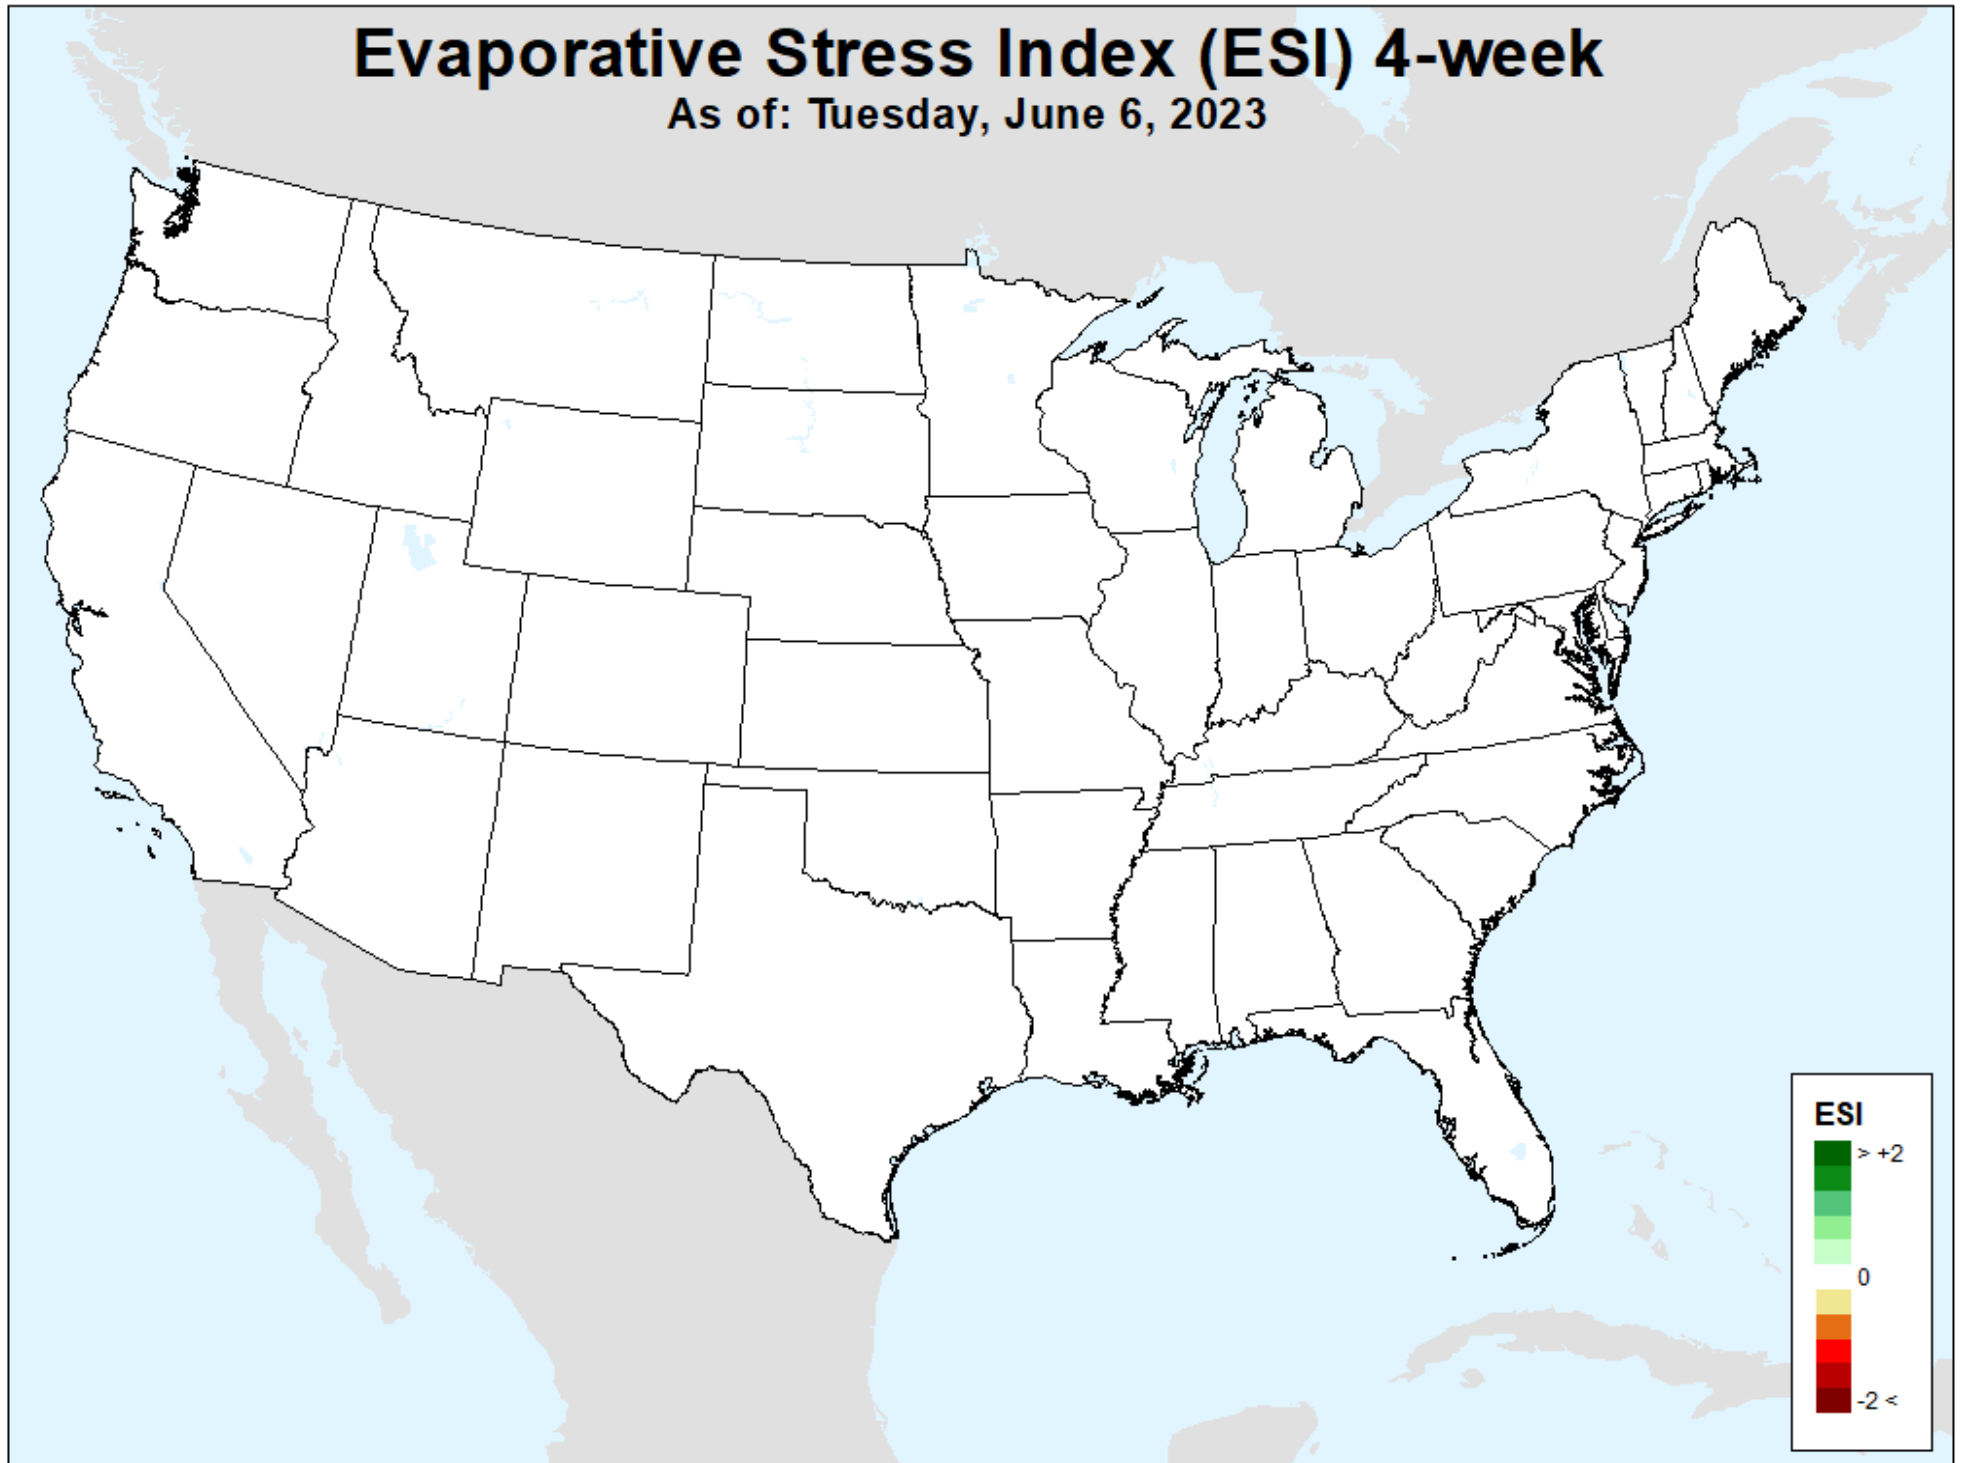 Evaporative Stress Index (ESI) 4-week
As of: Tuesday, June 6, 2023
ESI
> +2
0
-2 <